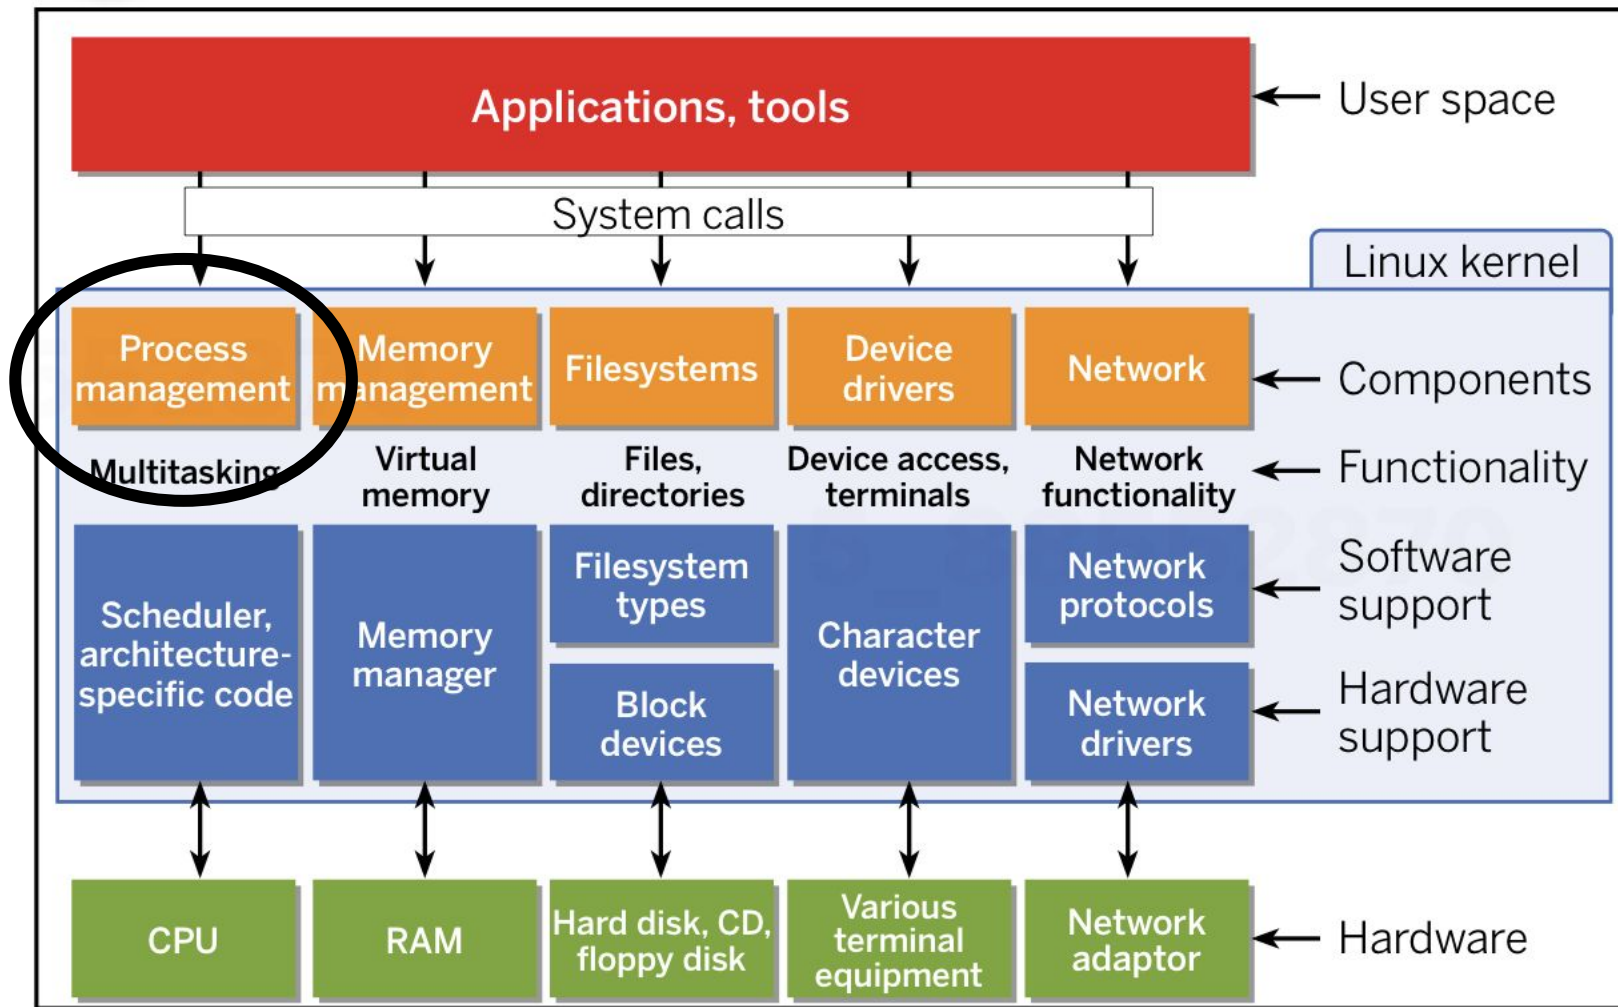 Applications, tools
User space
System calls
Linux kernel
Process
management
Memory
management
Filesystems
Device
drivers
Network
Components
Multitasking
Virtual
memory
Files,
directories
Device access,
terminals
Network
functionality
Functionality
Scheduler,
architecture-
specific code
Memory
manager
Filesystem
types
Block
devices
Character
devices
Network
protocols
Network
drivers
Software
support
Hardware
support
CPU
RAM
Hard disk, CD,
floppy disk
Various
terminal
equipment
Network
adaptor
Hardware